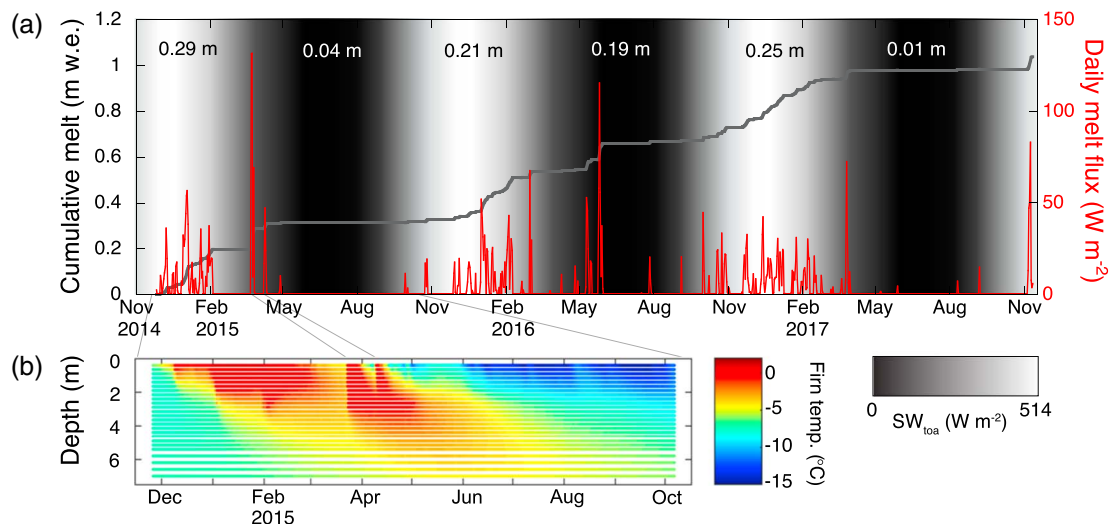 (a)
Cumulative melt (m w.e.)
1.2
1
0.8
0.6
0.4
0.2
0
0.29 m 0.04 m 0.21 m 0.19 m 0.25 m 0.01 m
150
100
50
0
Daily melt flux (W m-2)
Nov Feb May Aug Nov Feb May Aug Nov Feb May Aug Nov
2014 2015 2016 2017
(b)
Depth (m)
0
2
4
6
Dec Feb Apr Jun Aug Oct
2015
0
-5
-10
-15
Firn temp. (°C)
0 514
SWtoa (W m-2)